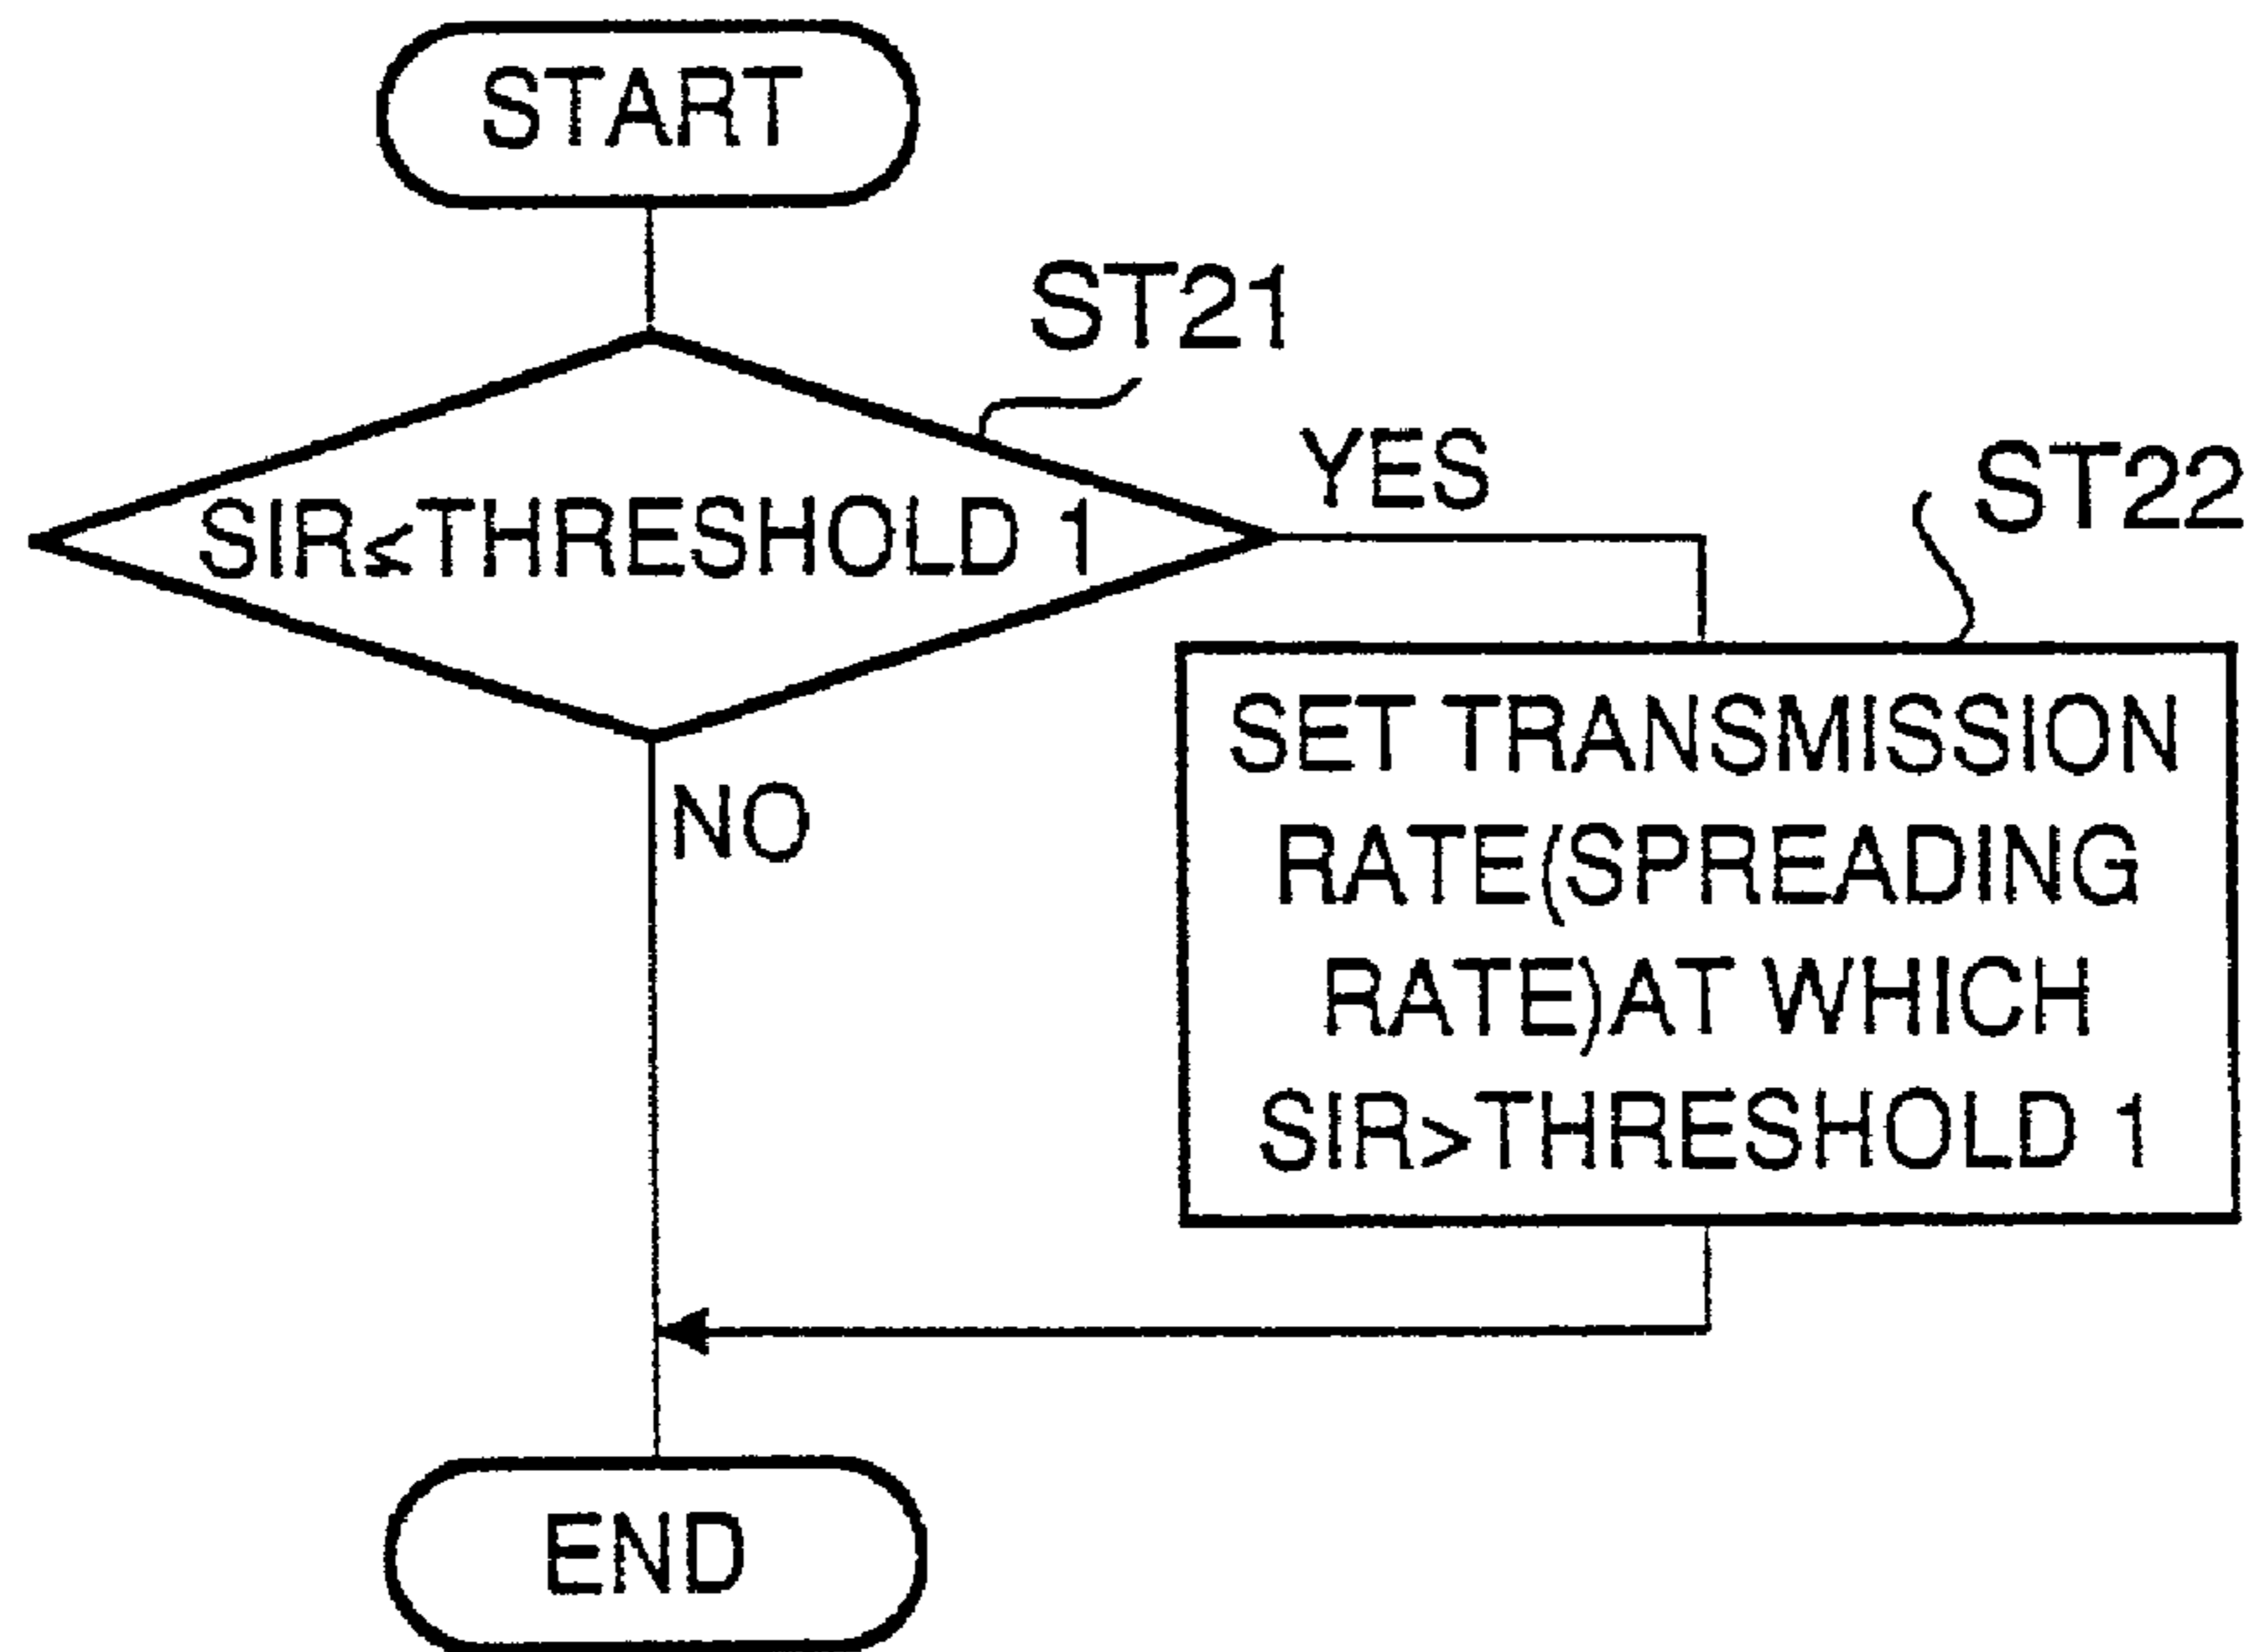 START
ST21
SIR≤THRESHOLD 1
YES
ST22
NO
SET TRANSMISSION
RATE(SPREADING
RATE)AT WHICH
SIR>THRESHOLD 1
END